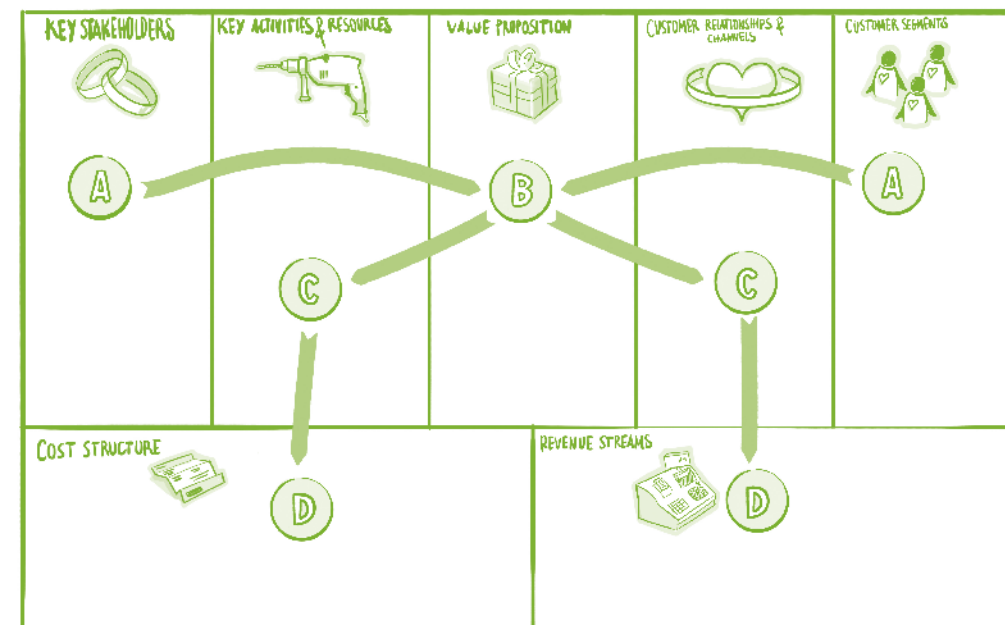 KEY STAKEHOLDERS
KEY ACTIVITIES & RESOURCES
VALUE PROPOSITION
CUSTOMER RELATIONSHIPS &
CHANNELS
CUSTOMER SEGMENTS
A
B
A
C
C
COST STRUCTURE
REVENUE STREAMS
D
D